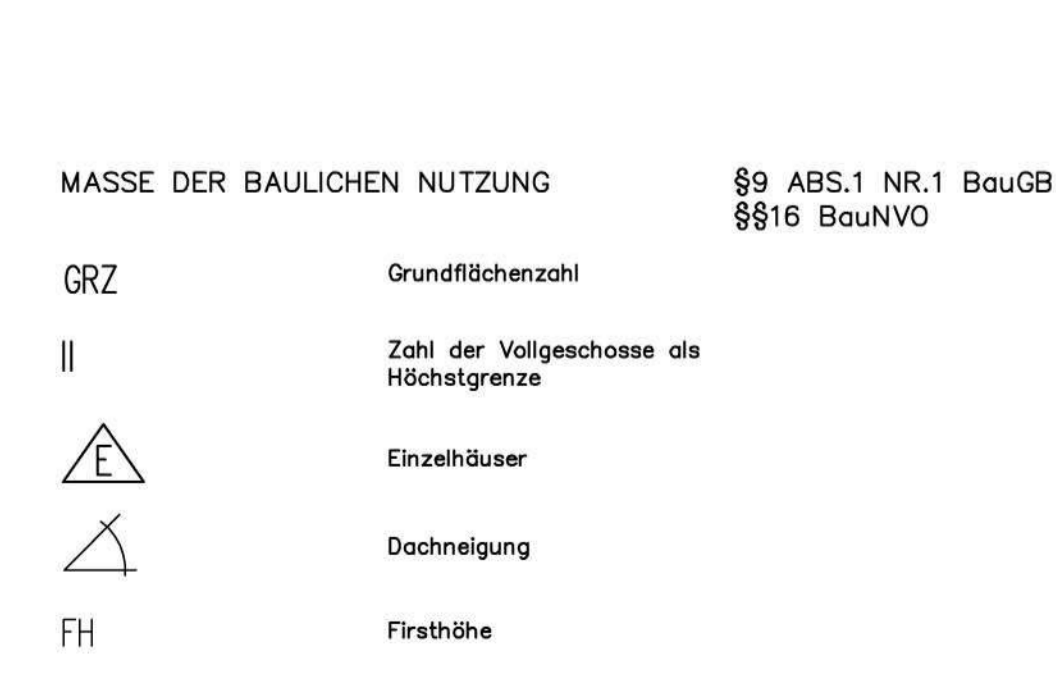 MASSE DER BAULICHEN NUTZUNG §9 ABS.1 NR.1 BauGB
§§16 BauNVO
GRZ Grundflächenzahl
II Zahl der Vollgeschosse als
Höchstgrenze
E Einzelhäuser
Dachneigung
FH Firsthöhe